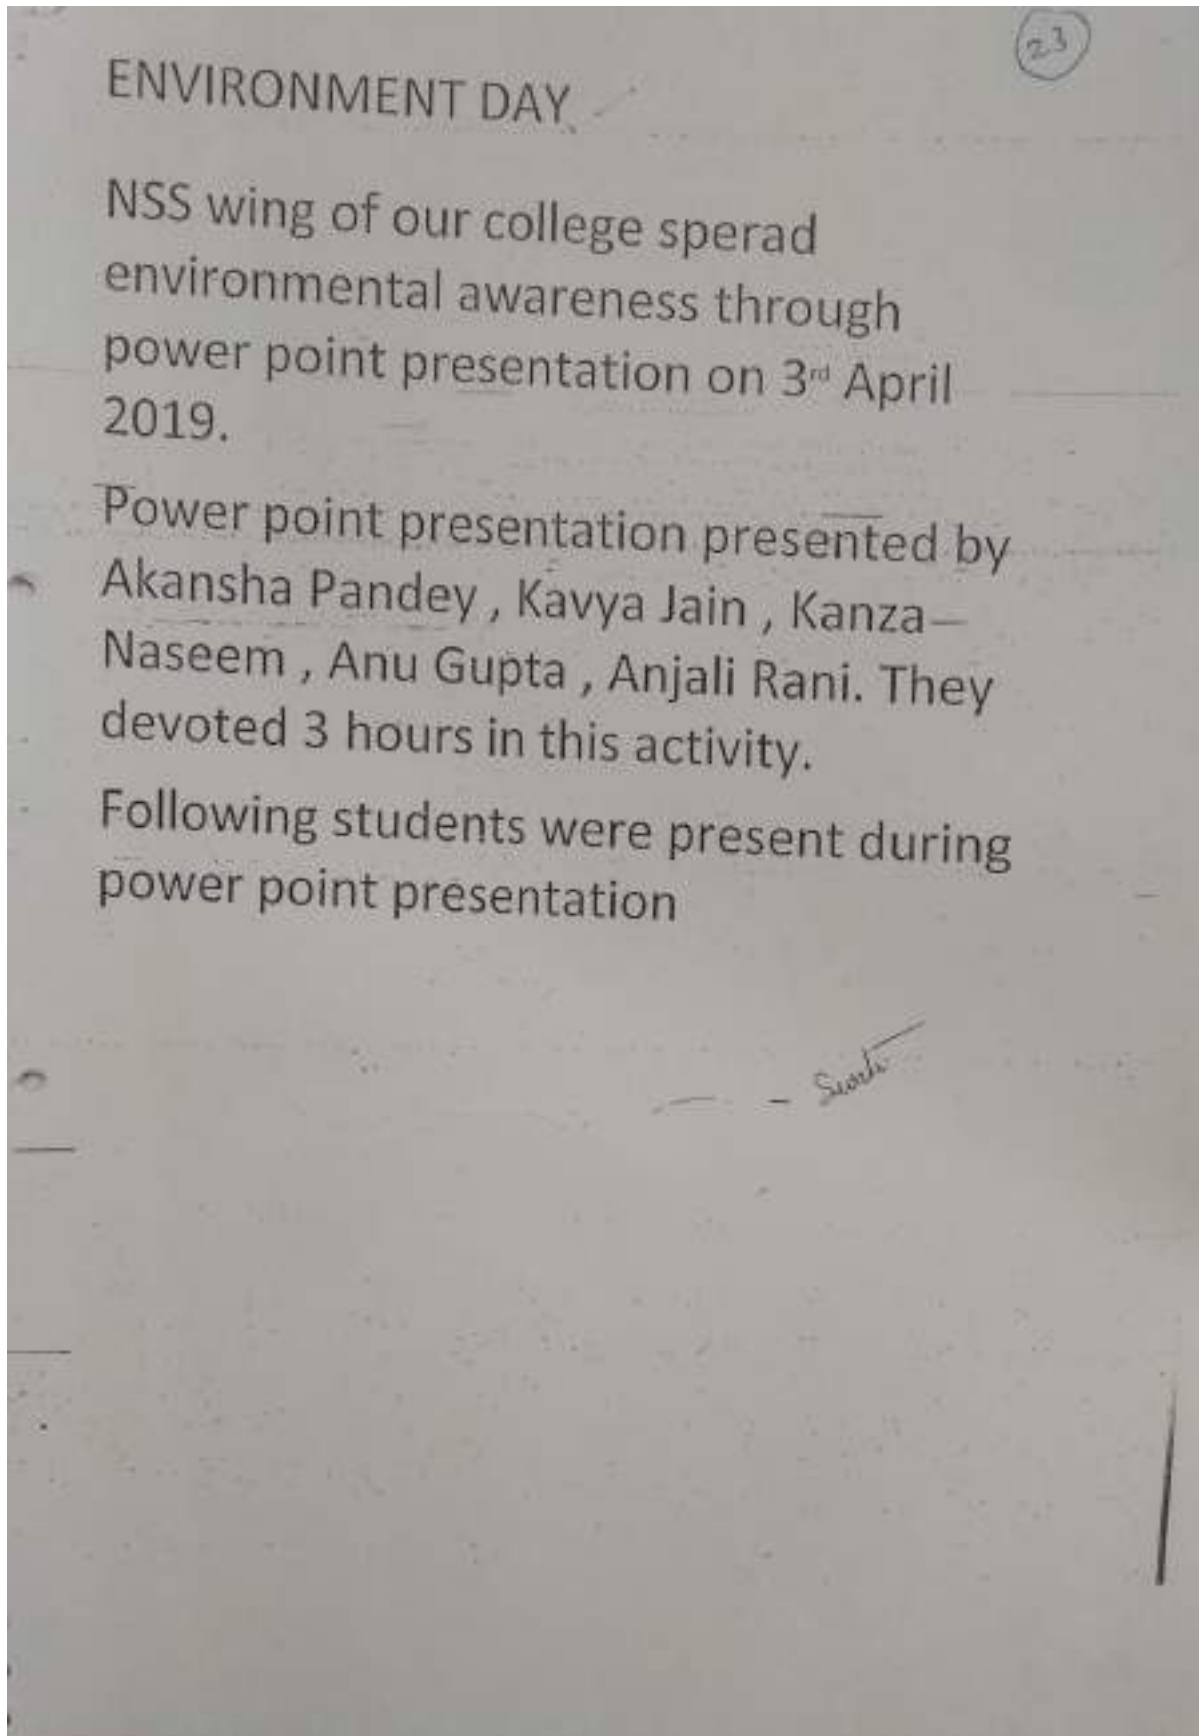 23
ENVIRONMENT DAY
NSS wing of our college sperad
environmental awareness through
power point presentation on 3rd April
2019.
Power point presentation presented by
Akansha Pandey , Kavya Jain , Kanza
Naseem , Anu Gupta , Anjali Rani. They
devoted 3 hours in this activity.
Following students were present during
power point presentation